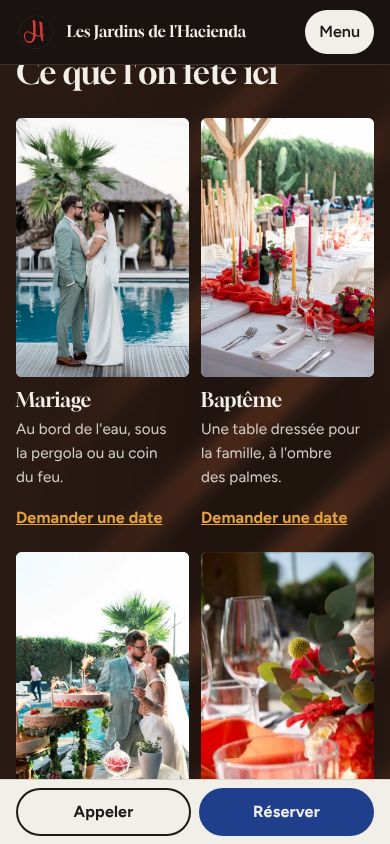 Les Jardins de l'Hacienda
Menu
Ce que l'on fête ici
Mariage
Au bord de l'eau, sous
la pergola ou au coin
du feu.
Demander une date
Baptême
Une table dressée pour
la famille, à l'ombre
des palmes.
Demander une date
Appeler
Réserver